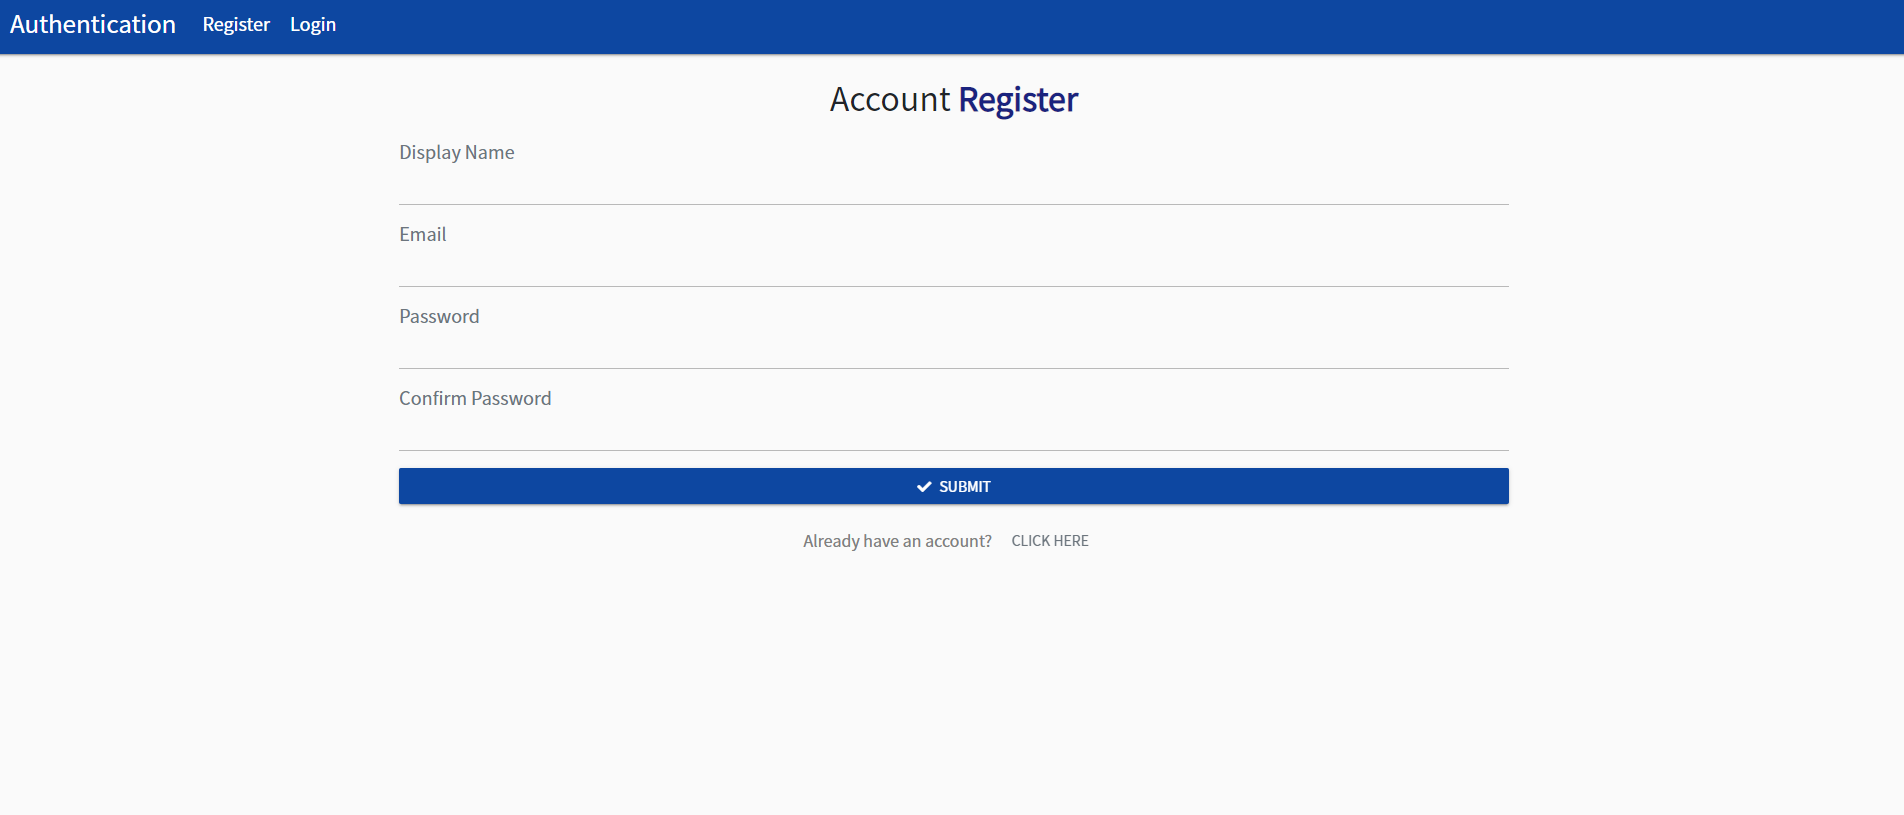 Authentication Register Login
Account Register
Display Name
Email
Password
Confirm Password
SUBMIT
Already have an account? CLICK HERE